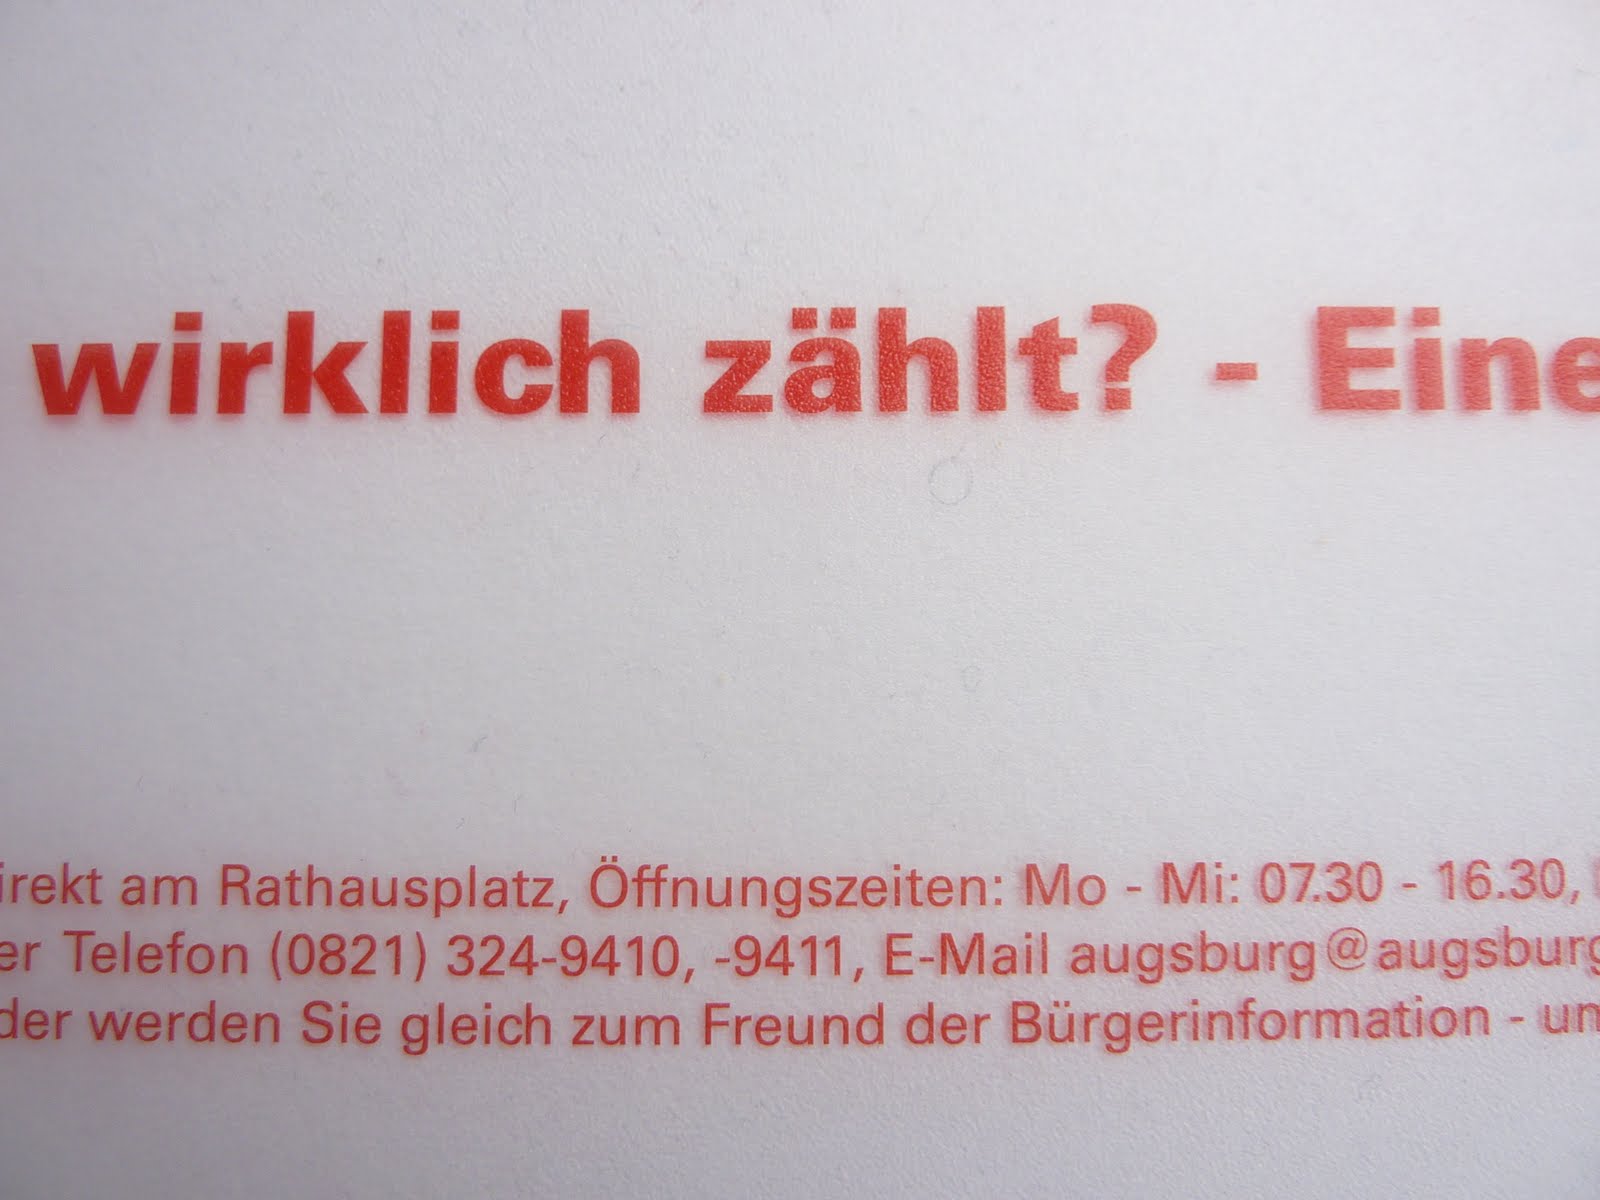 wirklich zählt? - Eine
irekt am Rathausplatz, Öffnungszeiten: Mo - Mi: 07.30 - 16.30,
er Telefon (0821) 324-9410, -9411, E-Mail augsburg@augsburg
der werden Sie gleich zum Freund der Bürgerinformation - um